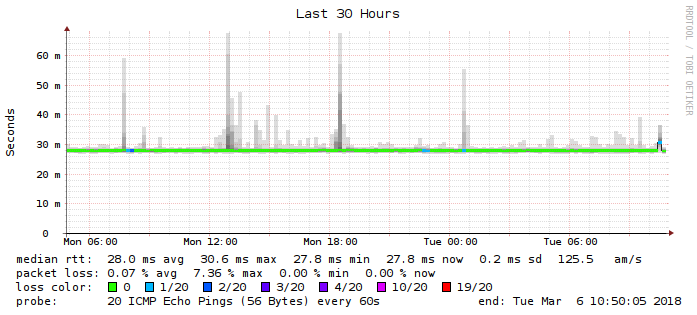 Last 30 Hours
RRDTOOL / TOBI OETIKER
Seconds
60 m
50 m
40 m
30 m
20 m
10 m
0
Mon 06:00 Mon 12:00 Mon 18:00 Tue 00:00 Tue 06:00
median rtt: 28.0 ms avg 30.6 ms max 27.8 ms min 27.8 ms now 0.2 ms sd 125.5 am/s
packet loss: 0.07 % avg 7.36 % max 0.00 % min 0.00 % now
loss color: 0 1/20 2/20 3/20 4/20 10/20 19/20
probe: 20 ICMP Echo Pings (56 Bytes) every 60s end: Tue Mar 6 10:50:05 2018